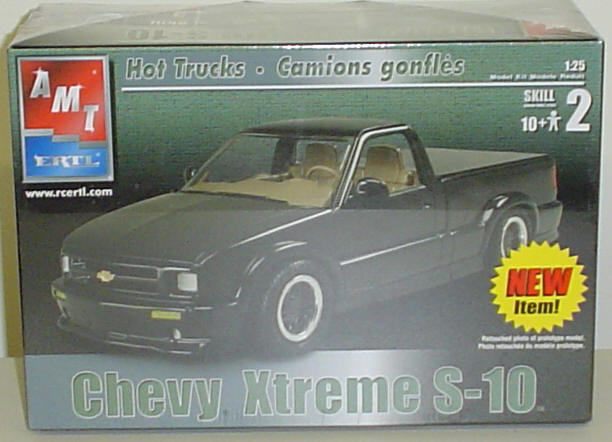 AMT
ERTL
www.rcertl.com
Hot Trucks · Camions gonflès
1:25
Model Kit/Modèle Réduit
SKILL
2
10+
NEW
Item!
Retouched photo of prototype model.
Photo retouchée du modèle prototype.
Chevy Xtreme S-10